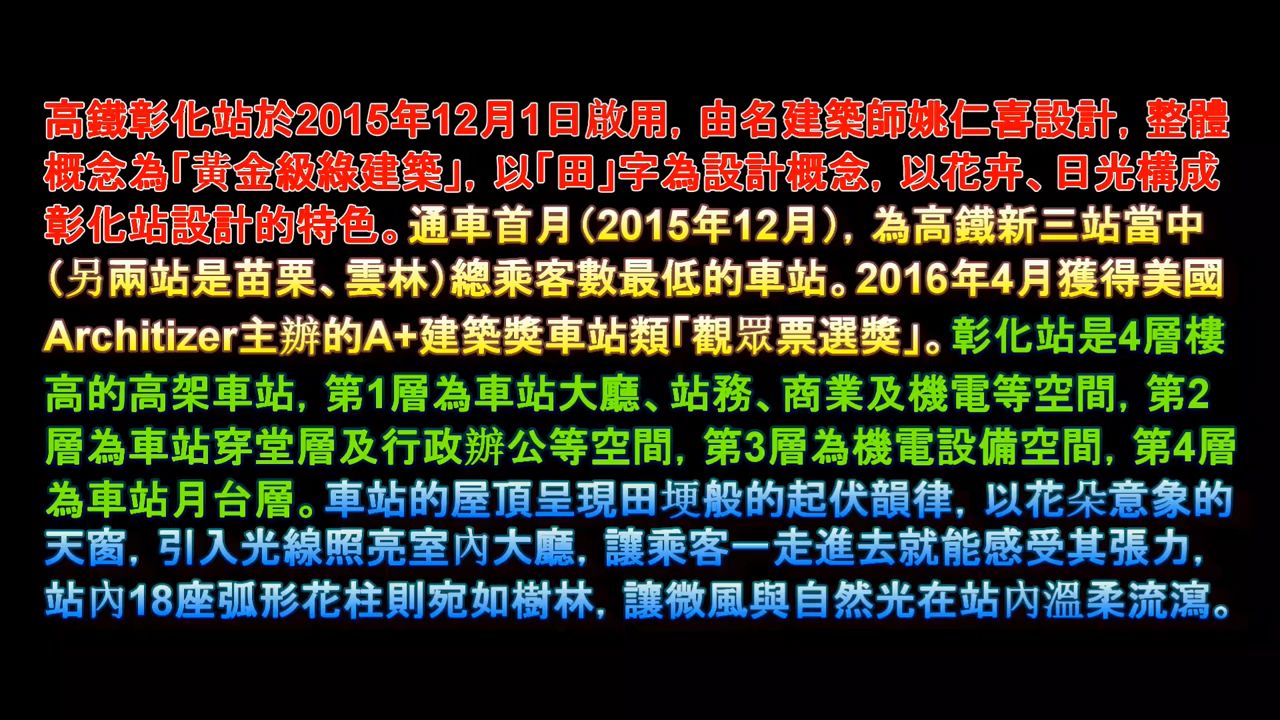 高鐵彰化站於2015年12月1日啟用，由名建築師姚仁喜設計，整體
概念為「黃金級綠建築」，以「田」字為設計概念，以花卉、日光構成
彰化站設計的特色。通車首月（2015年12月），為高鐵新三站當中
（另兩站是苗栗、雲林）總乘客數最低的車站。2016年4月獲得美國
Architizer主辦的A+建築獎車站類「觀眾票選獎」。彰化站是4層樓
高的高架車站，第1層為車站大廳、站務、商業及機電等空間，第2
層為車站穿堂層及行政辦公等空間，第3層為機電設備空間，第4層
為車站月台層。車站的屋頂呈現田埂般的起伏韻律，以花朵意象的
天窗，引入光線照亮室內大廳，讓乘客一走進去就能感受其張力，
站內18座弧形花柱則宛如樹林，讓微風與自然光在站內溫柔流瀉。